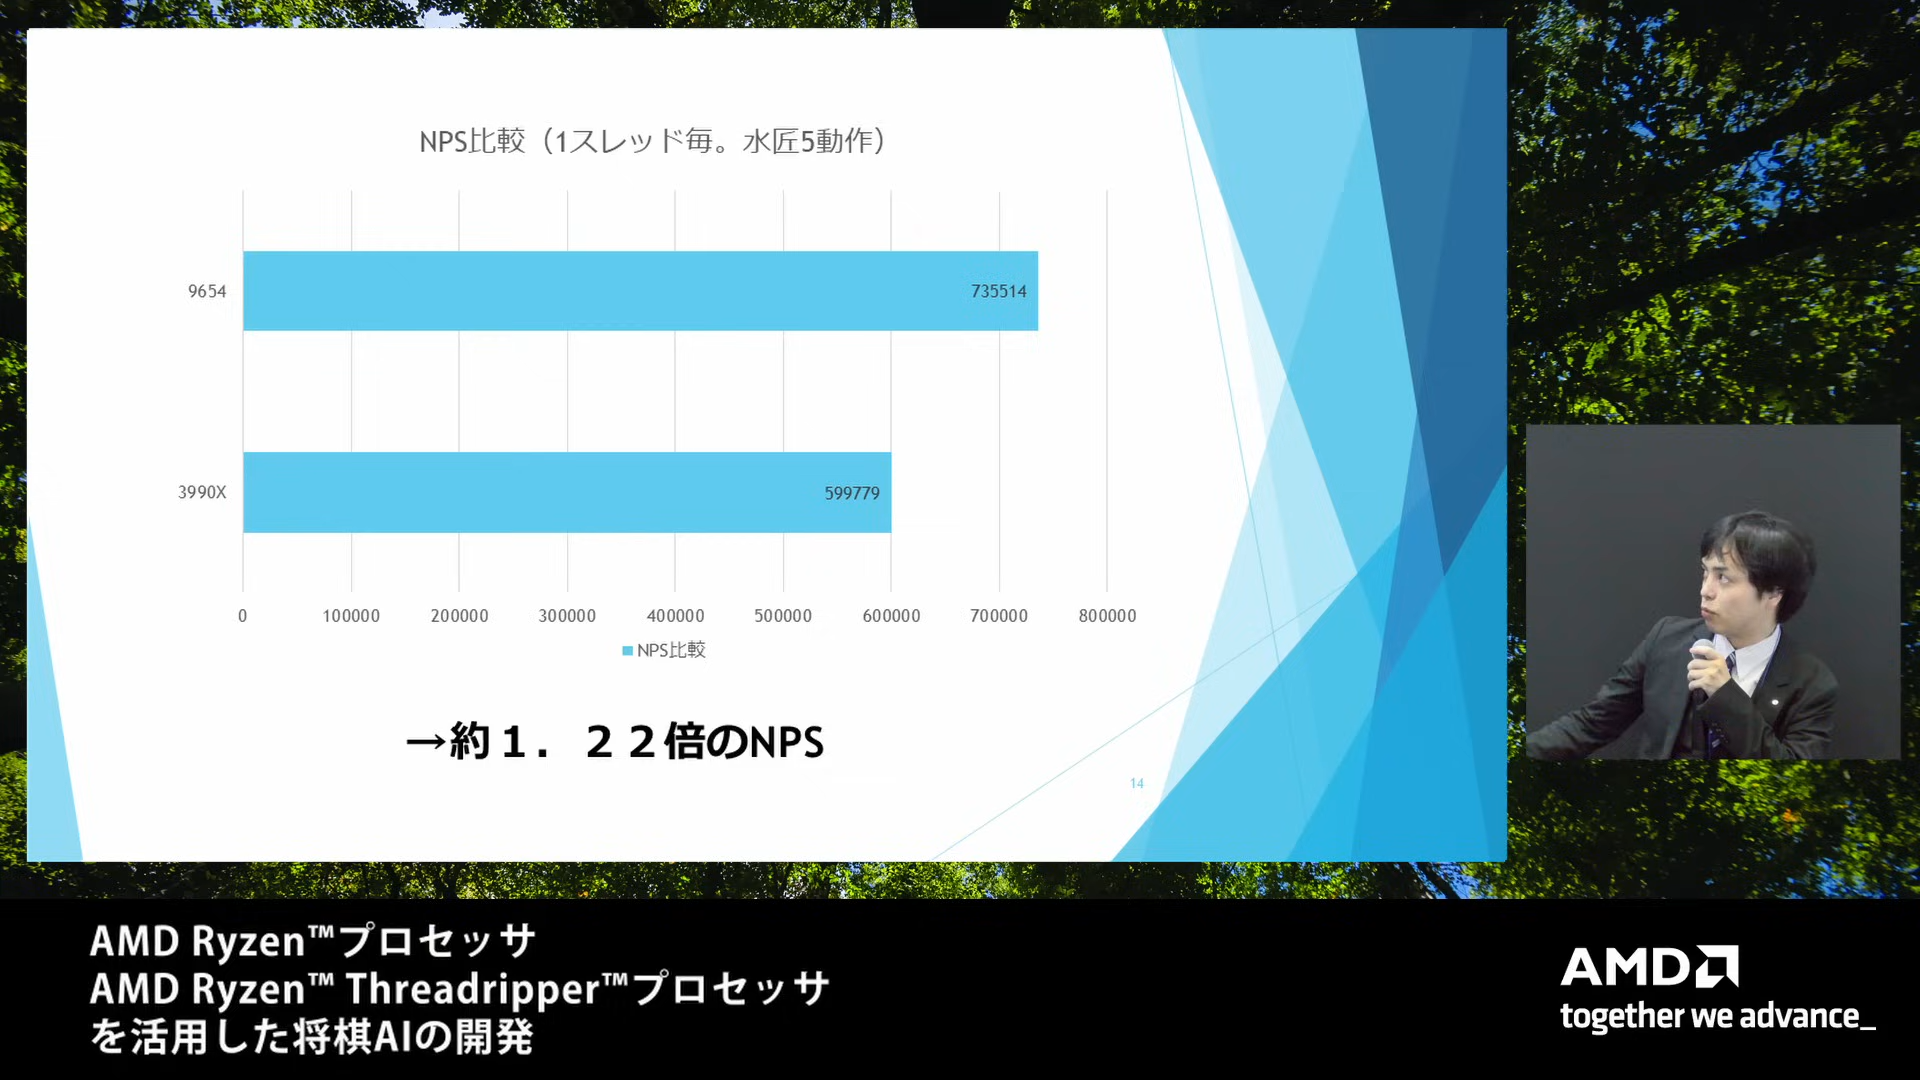 NPS比較（1スレッド毎。水匠5動作）
9654
735514
3990X
599779
0 100000 200000 300000 400000 500000 600000 700000 800000
NPS比較
→約１．２２倍のNPS
14
AMD Ryzen™プロセッサ
AMD Ryzen™ Threadripper™プロセッサ
を活用した将棋AIの開発
AMD
together we advance_